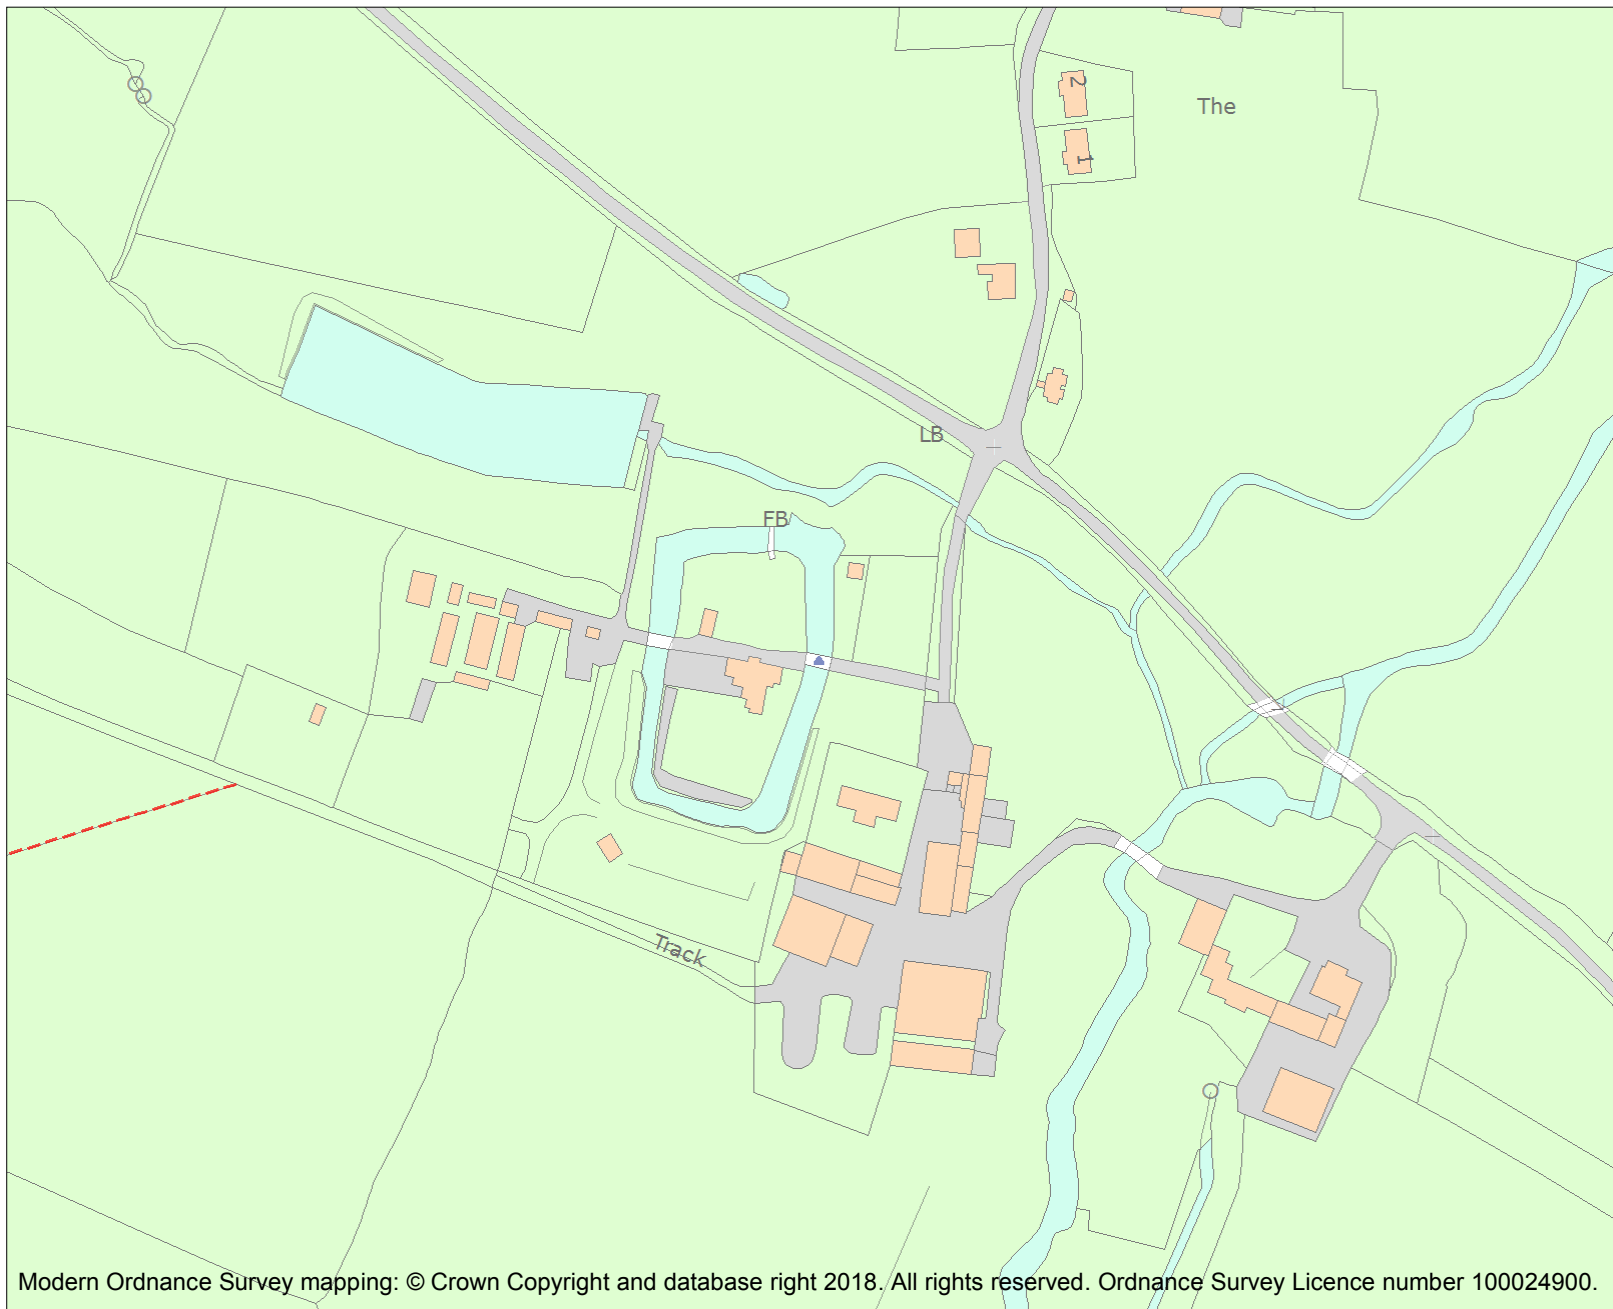 2
The
1
LB
FB
Track
Modern Ordnance Survey mapping: © Crown Copyright and database right 2018. All rights reserved. Ordnance Survey Licence number 100024900.